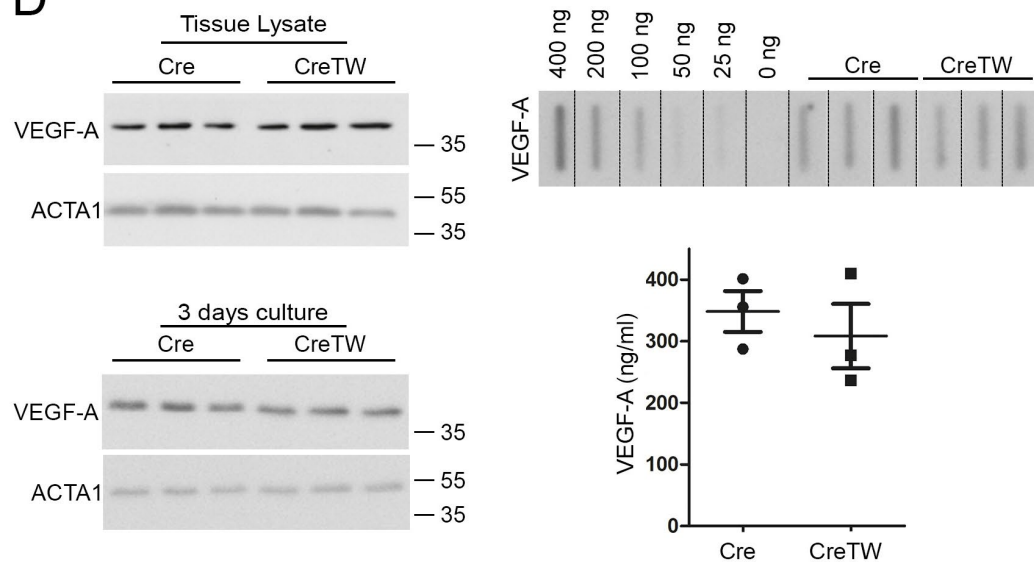 D
Tissue Lysate
Cre CreTW
VEGF-A
35
ACTA1
55
35
3 days culture
Cre CreTW
VEGF-A
35
ACTA1
55
35
400 ng 200 ng 100 ng 50 ng 25 ng 0 ng Cre CreTW
VEGF-A
VEGF-A (ng/ml)
400
300
200
100
0
Cre CreTW